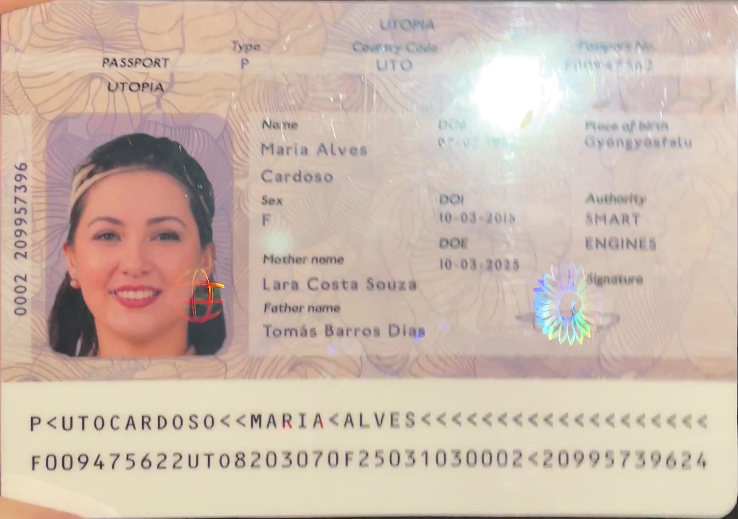 UTOPIA
PASSPORT
UTOPIA
Type
P
Country Code
UTO
Passport No.
F00947562
0002 209957396
Name
Maria Alves
Cardoso
Sex
F
Mother name
Lara Costa Souza
Father name
Tomás Barros Dias
DOB
DOI
10-03-2015
DOE
10-03-2025
Place of birth
Gyöngyösfalu
Authority
SMART
ENGINES
Signature
P<UTOCARDOSO<<MARIA<ALVES<<<<<<<<<<<<<<<<<<<
F009475622UTO8203070F25031030002<20995739624